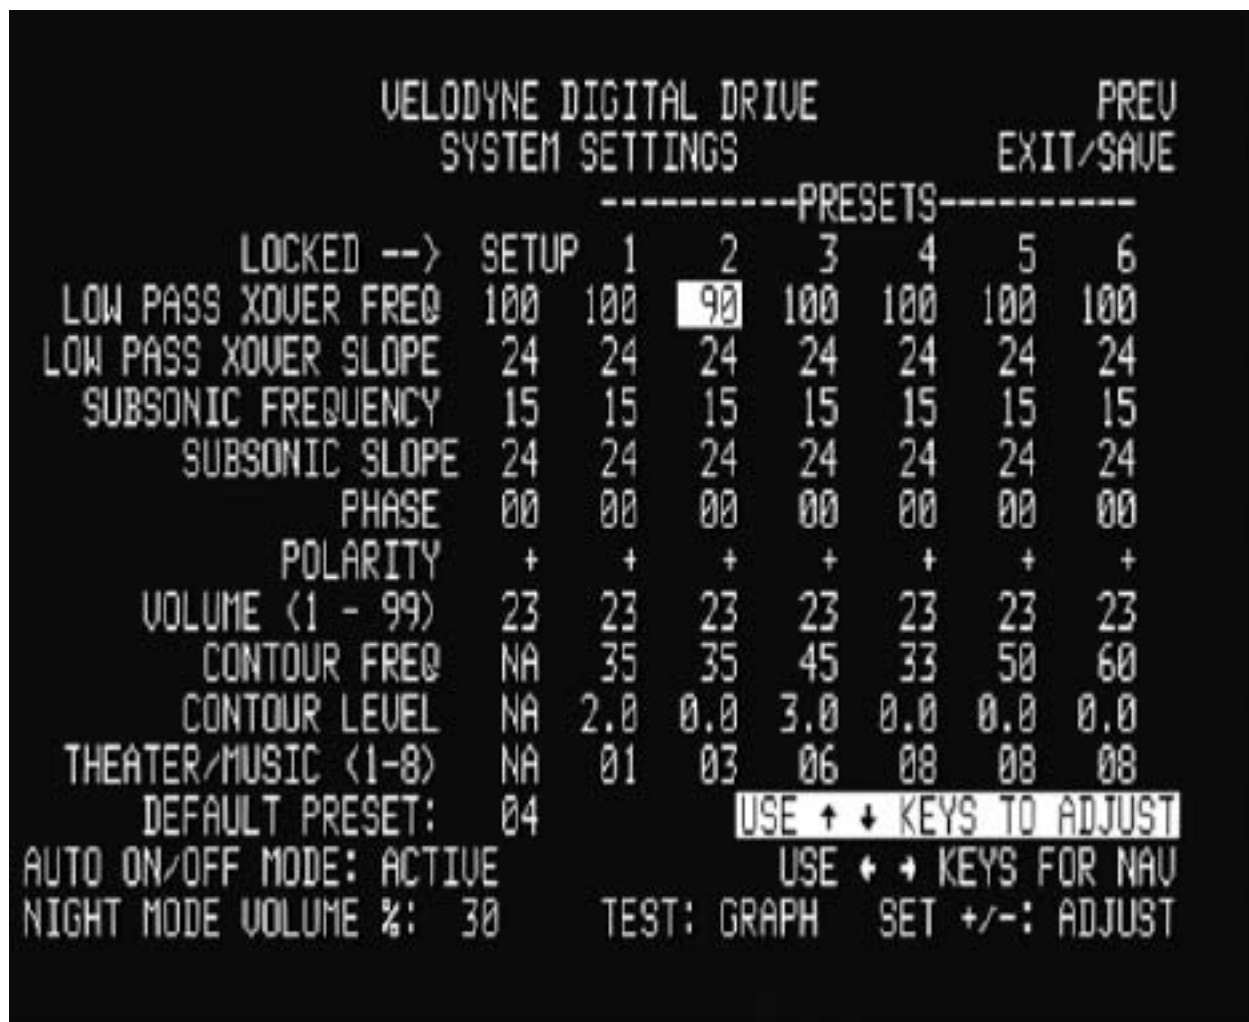 VELODYNE DIGITAL DRIVE PREV
SYSTEM SETTINGS EXIT/SAVE
----------PRESETS----------
LOCKED --> SETUP 1 2 3 4 5 6
LOW PASS XOVER FREQ 100 100 90 100 100 100 100
LOW PASS XOVER SLOPE 24 24 24 24 24 24 24
SUBSONIC FREQUENCY 15 15 15 15 15 15 15
SUBSONIC SLOPE 24 24 24 24 24 24 24
PHASE 00 00 00 00 00 00 00
POLARITY + + + + + + +
VOLUME (1 - 99) 23 23 23 23 23 23 23
CONTOUR FREQ NA 35 35 45 33 50 60
CONTOUR LEVEL NA 2.0 0.0 3.0 0.0 0.0 0.0
THEATER/MUSIC (1-8) NA 01 03 06 08 08 08
DEFAULT PRESET: 04 USE ↑ ↓ KEYS TO ADJUST
AUTO ON/OFF MODE: ACTIVE USE ← → KEYS FOR NAV
NIGHT MODE VOLUME %: 30 TEST: GRAPH SET +/-: ADJUST